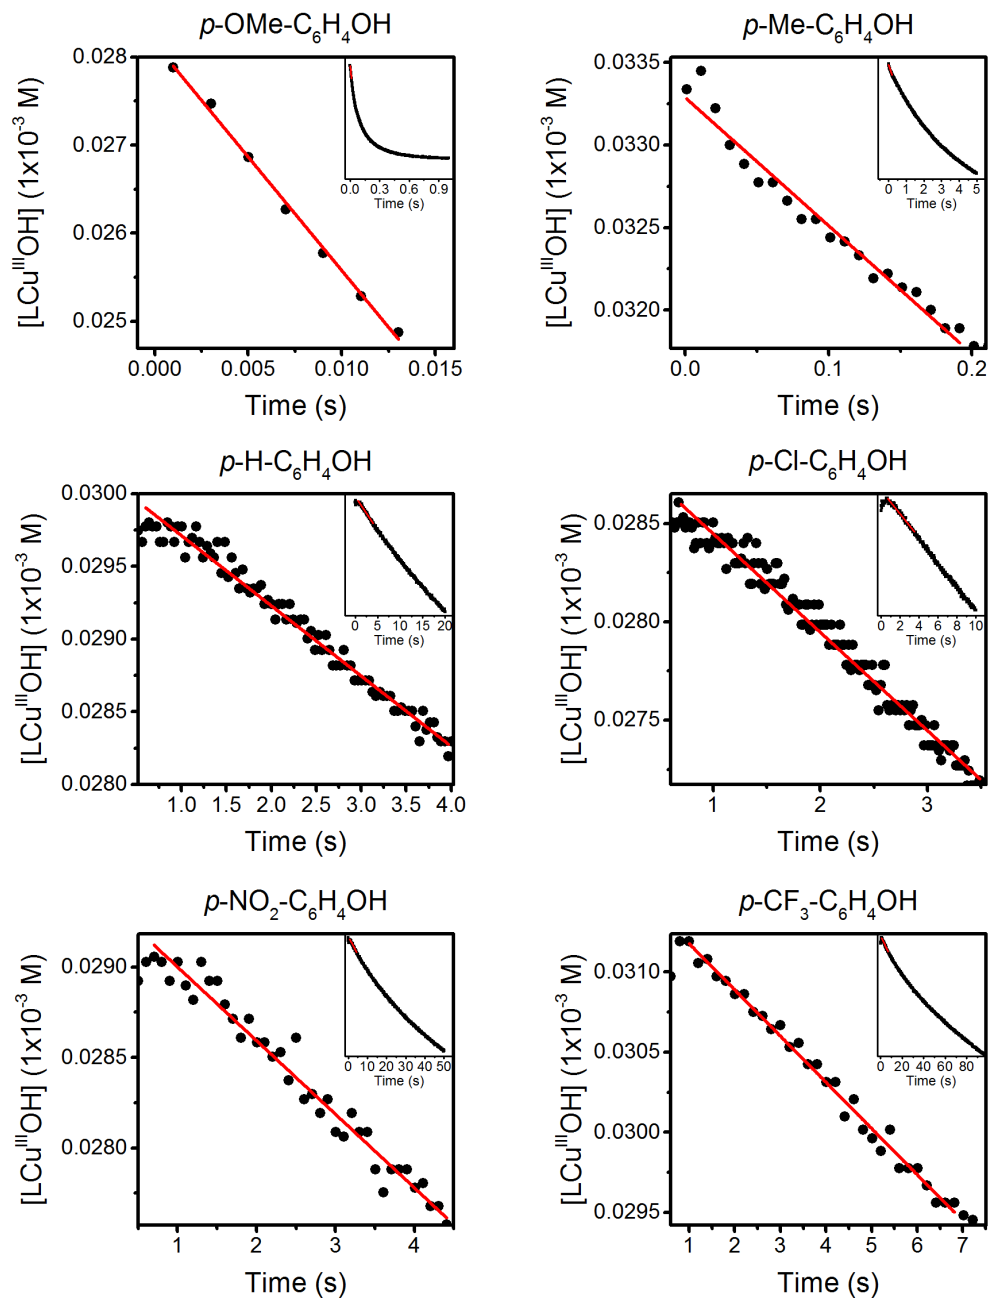 p-OMe-C₆H₄OH
[LCuᴵᴵᴵOH] (1x10⁻³ M)
0.028
0.027
0.026
0.025
0.000 0.005 0.010 0.015
Time (s)
0.0 0.3 0.6 0.9
Time (s)
p-Me-C₆H₄OH
[LCuᴵᴵᴵOH] (1x10⁻³ M)
0.0335
0.0330
0.0325
0.0320
0.0 0.1 0.2
Time (s)
0 1 2 3 4 5
Time (s)
p-H-C₆H₄OH
[LCuᴵᴵᴵOH] (1x10⁻³ M)
0.0300
0.0295
0.0290
0.0285
0.0280
1.0 1.5 2.0 2.5 3.0 3.5 4.0
Time (s)
0 5 10 15 20
Time (s)
p-Cl-C₆H₄OH
[LCuᴵᴵᴵOH] (1x10⁻³ M)
0.0285
0.0280
0.0275
1 2 3
Time (s)
0 2 4 6 8 10
Time (s)
p-NO₂-C₆H₄OH
[LCuᴵᴵᴵOH] (1x10⁻³ M)
0.0290
0.0285
0.0280
1 2 3 4
Time (s)
0 10 20 30 40 50
Time (s)
p-CF₃-C₆H₄OH
[LCuᴵᴵᴵOH] (1x10⁻³ M)
0.0310
0.0305
0.0300
0.0295
1 2 3 4 5 6 7
Time (s)
0 20 40 60 80
Time (s)